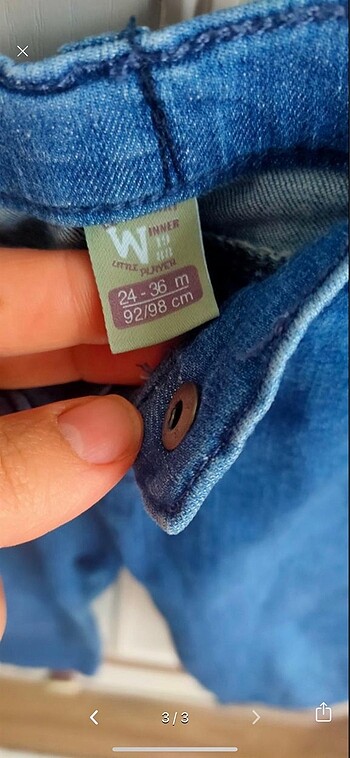 W INNER
LITTLE PLAYER
24-36 m
92/98 cm
3/3